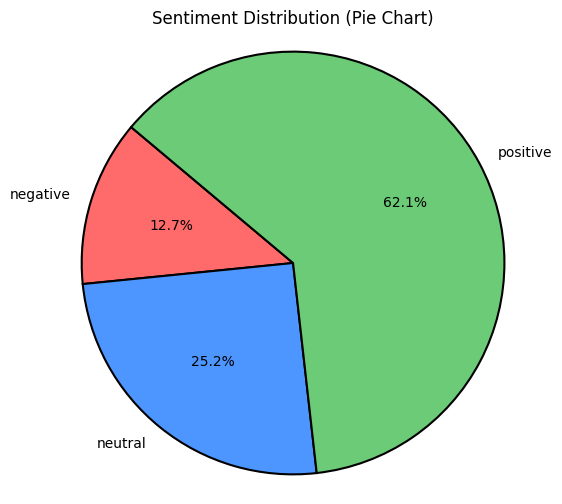 Sentiment Distribution (Pie Chart)
positive
negative
62.1%
12.7%
25.2%
neutral